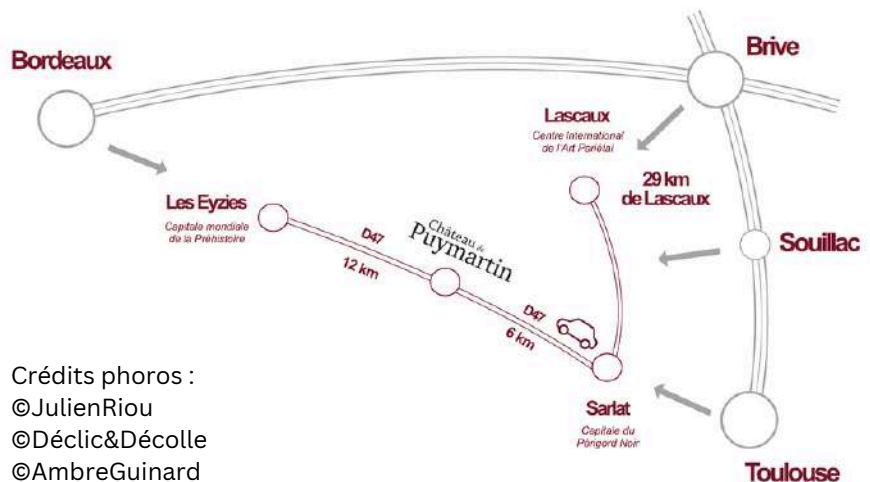 Bordeaux
Brive
Lascaux
Centre International
de l'Art Pariétal
29 km
de Lascaux
Les Eyzies
Capitale mondiale
de la Préhistoire
D47
12 km
Château de
Puymartin
Souillac
D47
6 km
Sarlat
Capitale du
Périgord Noir
Toulouse
Crédits phoros :
©JulienRiou
©Déclic&Décolle
©AmbreGuinard